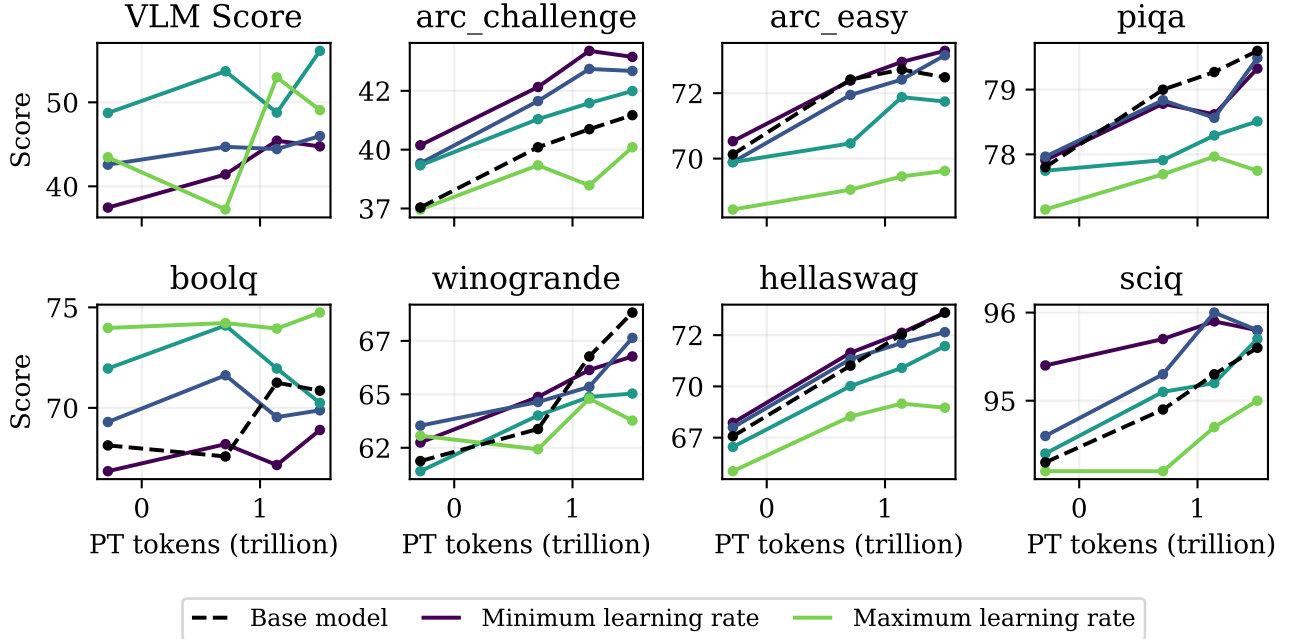 VLM Score
arc_challenge
arc_easy
piqa
Score
50
40
42
40
37
72
70
79
78
boolq
winogrande
hellaswag
sciq
Score
75
70
67
65
62
72
70
67
96
95
0 1
0 1
0 1
0 1
PT tokens (trillion)
PT tokens (trillion)
PT tokens (trillion)
PT tokens (trillion)
Base model
Minimum learning rate
Maximum learning rate